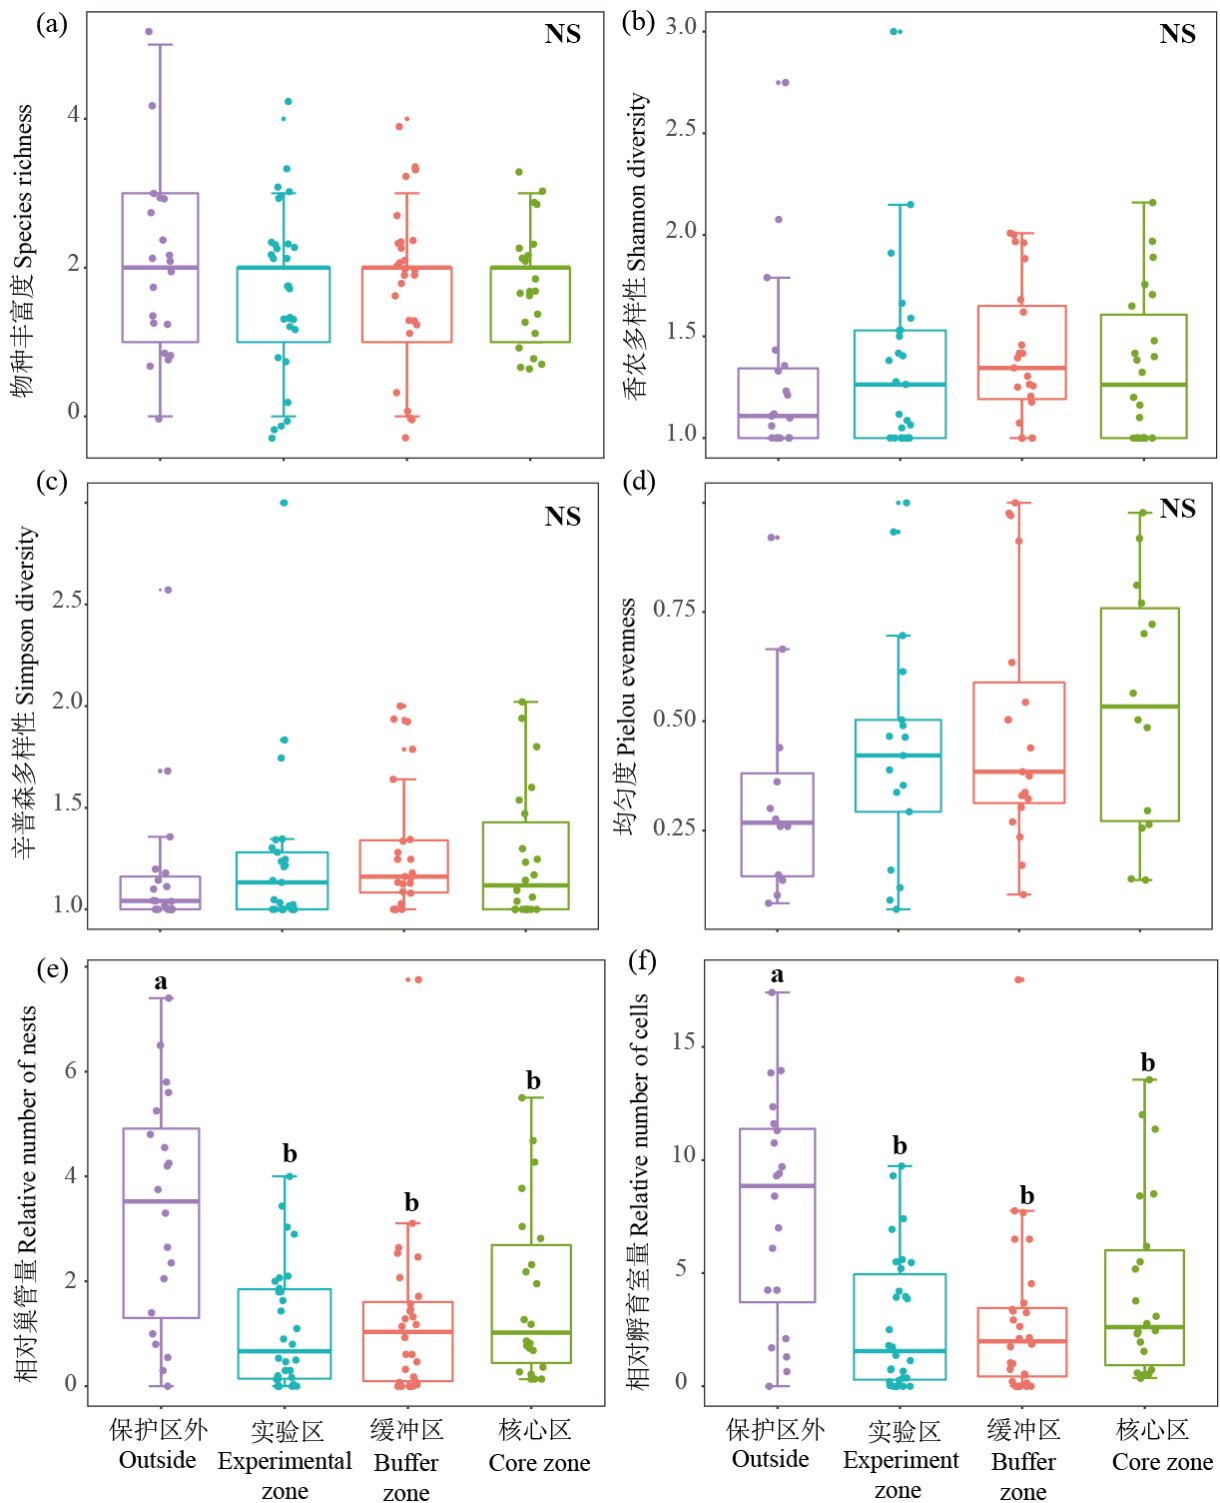 (a)
NS
物种丰富度 Species richness
4
2
0
(b)
NS
香农多样性 Shannon diversity
3.0
2.5
2.0
1.5
1.0
(c)
NS
辛普森多样性 Simpson diversity
2.5
2.0
1.5
1.0
(d)
NS
均匀度 Pielou evenness
0.75
0.50
0.25
(e)
相对巢管量 Relative number of nests
6
4
2
0
a
b
b
b
保护区外
Outside
实验区
Experimental
zone
缓冲区
Buffer
zone
核心区
Core zone
(f)
相对孵育室量 Relative number of cells
15
10
5
0
a
b
b
b
保护区外
Outside
实验区
Experiment
zone
缓冲区
Buffer
zone
核心区
Core zone